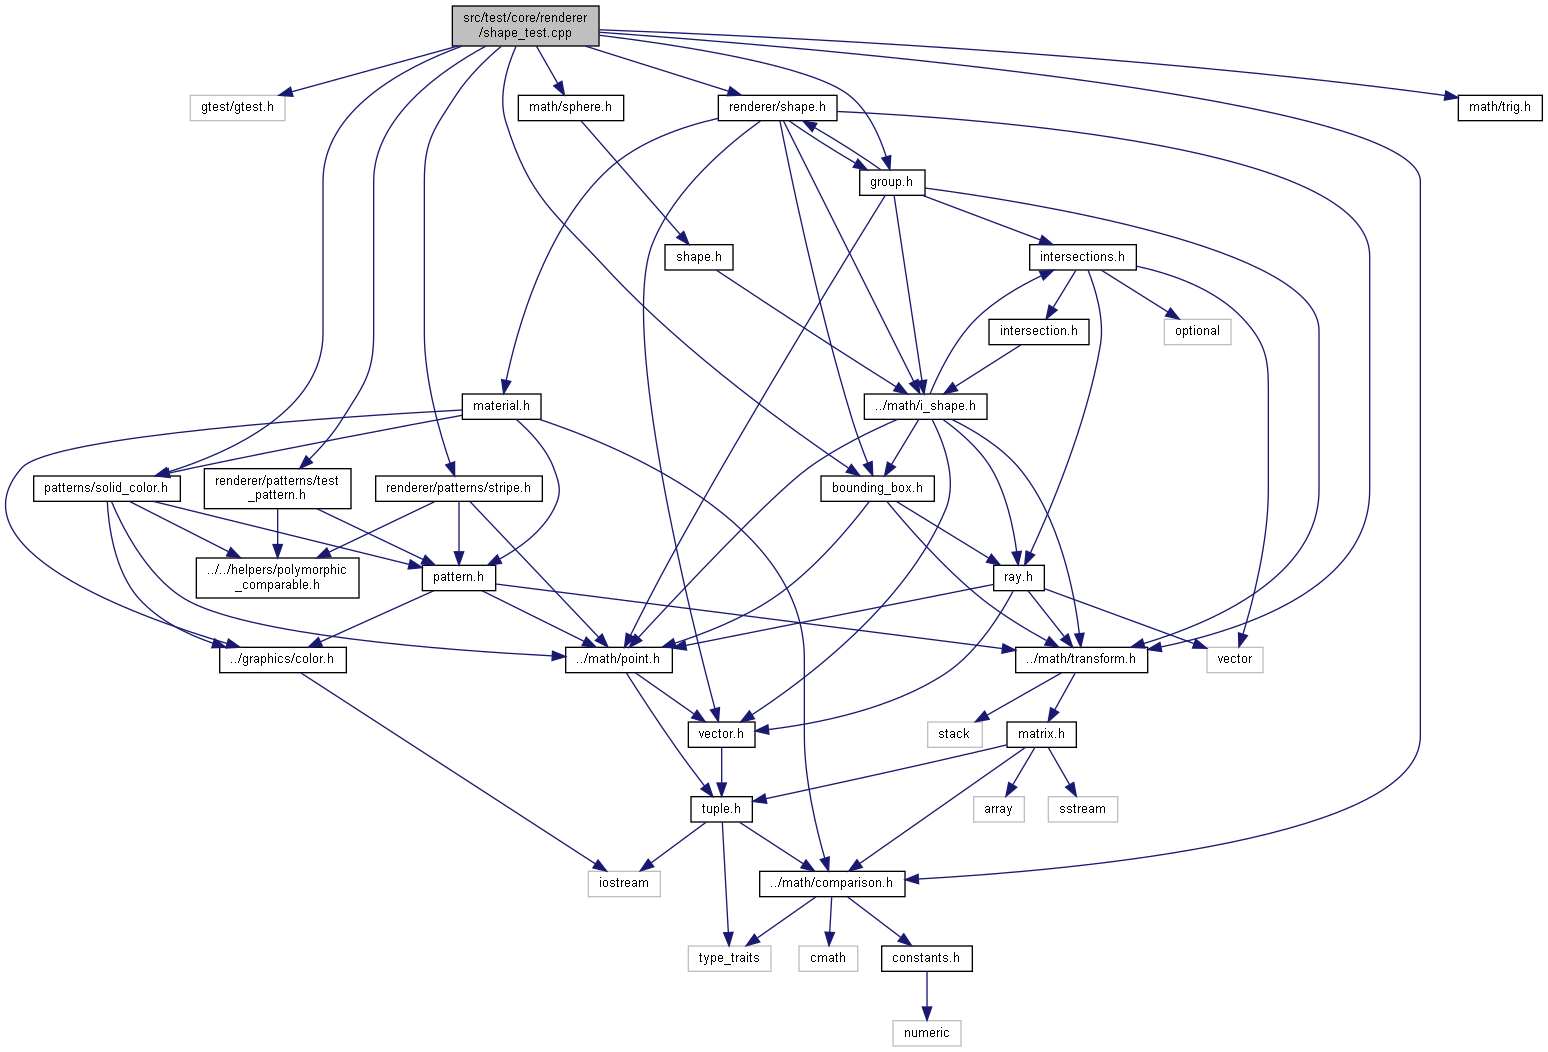 src/test/core/renderer
/shape_test.cpp
gtest/gtest.h
math/sphere.h
renderer/shape.h
math/trig.h
group.h
shape.h
intersections.h
intersection.h
optional
material.h
../math/i_shape.h
patterns/solid_color.h
renderer/patterns/test
_pattern.h
renderer/patterns/stripe.h
bounding_box.h
../../helpers/polymorphic
_comparable.h
pattern.h
ray.h
../graphics/color.h
../math/point.h
../math/transform.h
vector
vector.h
stack
matrix.h
tuple.h
array
sstream
iostream
../math/comparison.h
type_traits
cmath
constants.h
numeric